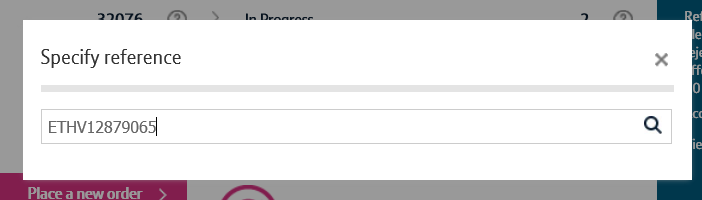 32076 ? In Progress 2 ?
Specify reference
ETHV12879065
Place a new order